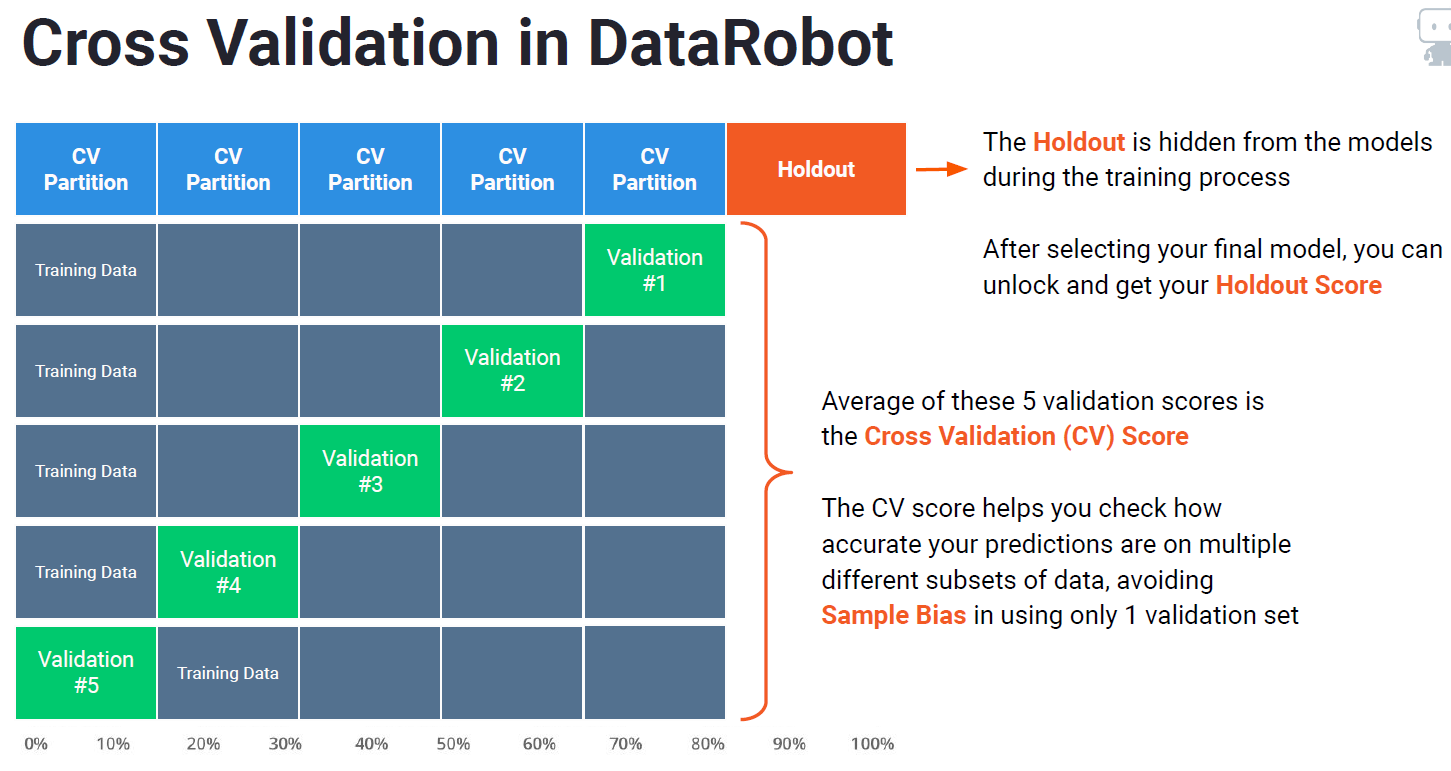 Cross Validation in DataRobot
CV
Partition
CV
Partition
CV
Partition
CV
Partition
CV
Partition
Holdout
The Holdout is hidden from the models
during the training process
After selecting your final model, you can
unlock and get your Holdout Score
Training Data
Validation
#1
Training Data
Validation
#2
Training Data
Validation
#3
Training Data
Validation
#4
Validation
#5
Training Data
Average of these 5 validation scores is
the Cross Validation (CV) Score
The CV score helps you check how
accurate your predictions are on multiple
different subsets of data, avoiding
Sample Bias in using only 1 validation set
0% 10% 20% 30% 40% 50% 60% 70% 80% 90% 100%